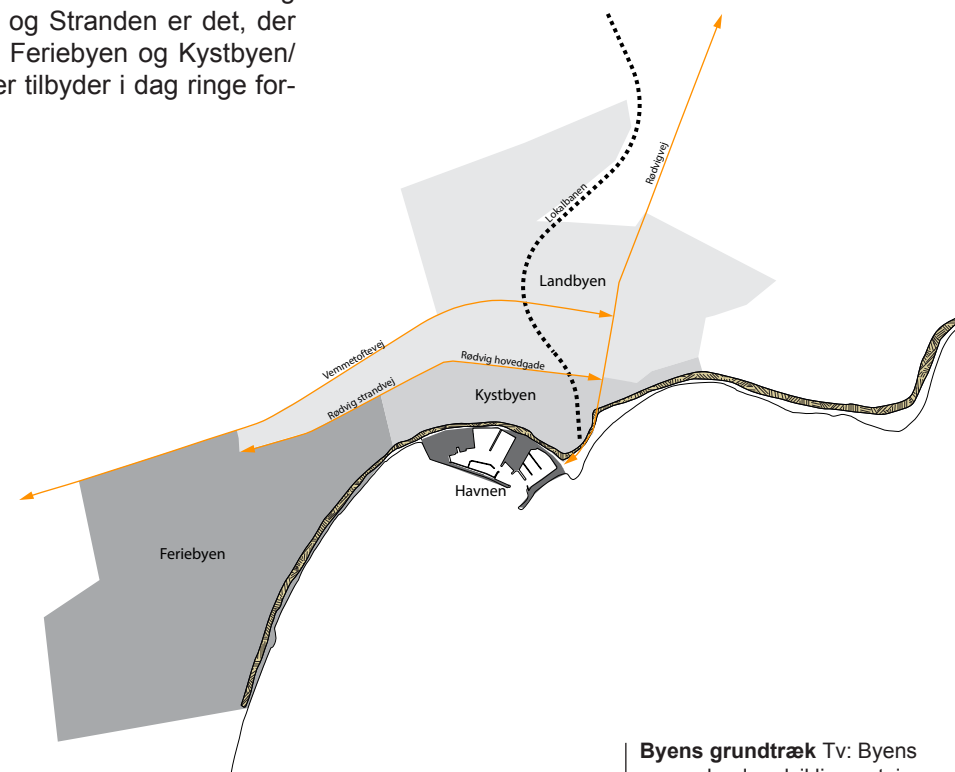 og Stranden er det, der
Feriebyen og Kystbyen/
er tilbyder i dag ringe for-
Rødvigvej
Lokalbanen
Landbyen
Vemmetoftevej
Rødvig hovedgade
Rødvig strandvej
Kystbyen
Havnen
Feriebyen
Byens grundtræk Tv: Byens